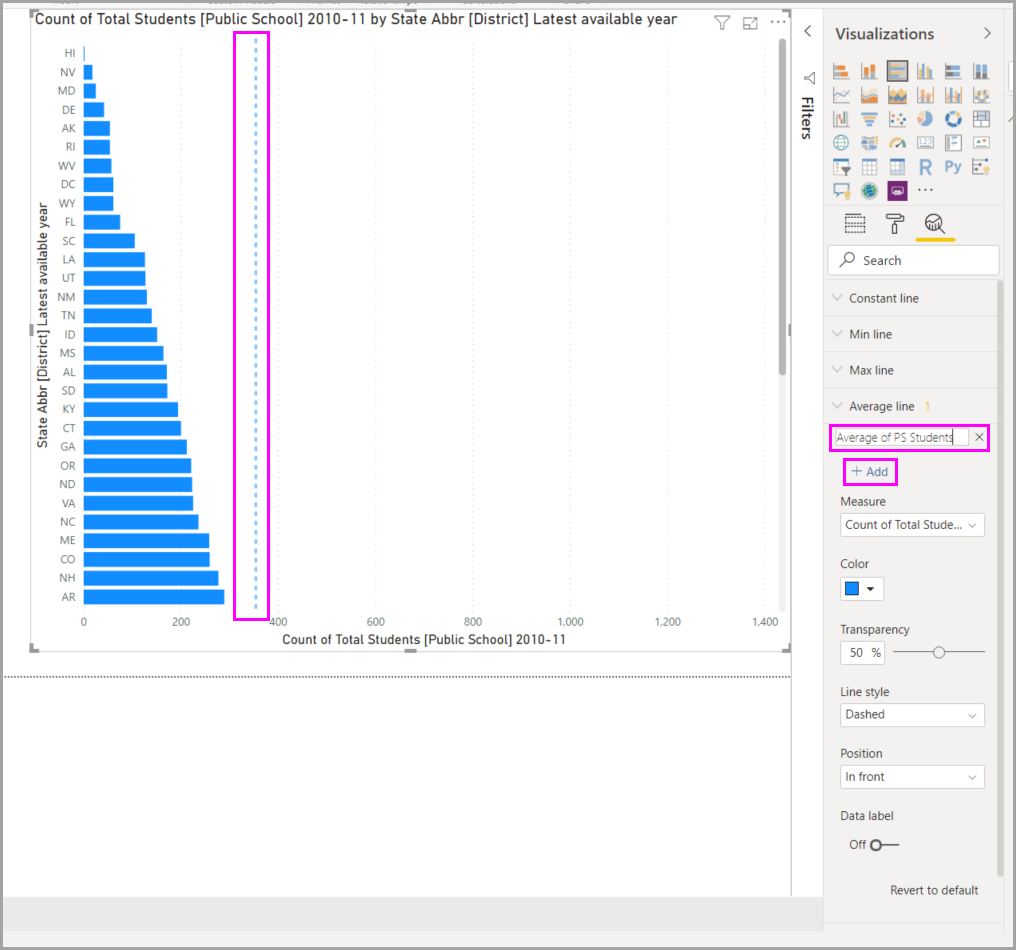 Count of Total Students [Public School] 2010-11 by State Abbr [District] Latest available year
State Abbr [District] Latest available year
HI
NV
MD
DE
AK
RI
WV
DC
WY
FL
SC
LA
UT
NM
TN
ID
MS
AL
SD
KY
CT
GA
OR
ND
VA
NC
ME
CO
NH
AR
0 200 400 600 800 1,000 1,200 1,400
Count of Total Students [Public School] 2010-11
Filters
Visualizations
123
R Py
Search
Constant line
Min line
Max line
Average line 1
Average of PS Students
+ Add
Measure
Count of Total Stude...
Color
Transparency
50 %
Line style
Dashed
Position
In front
Data label
Off
Revert to default